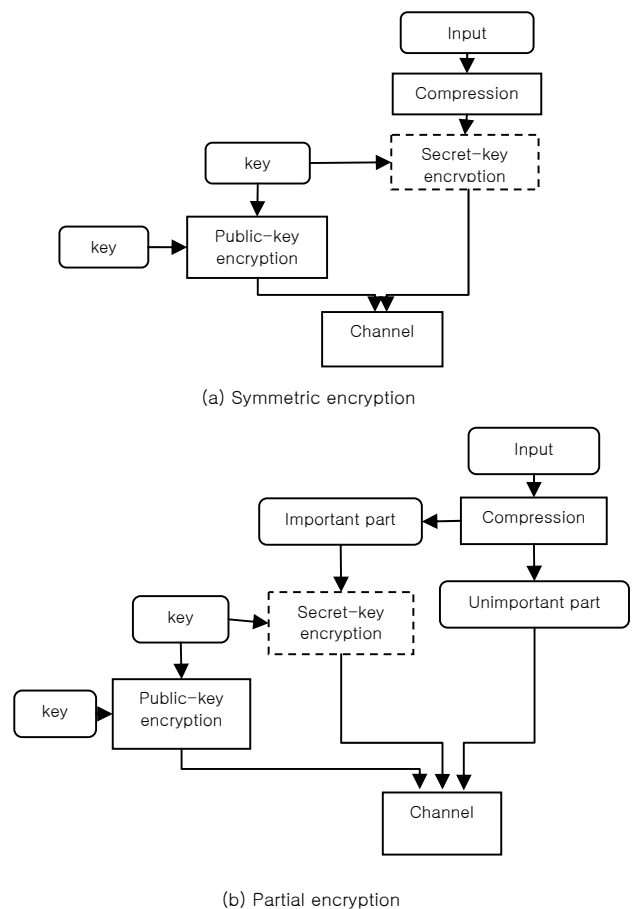 Input
Compression
Secret-key
encryption
key
key
Public-key
encryption
Channel
(a) Symmetric encryption
Input
Compression
Important part
Unimportant part
Secret-key
encryption
key
key
Public-key
encryption
Channel
(b) Partial encryption